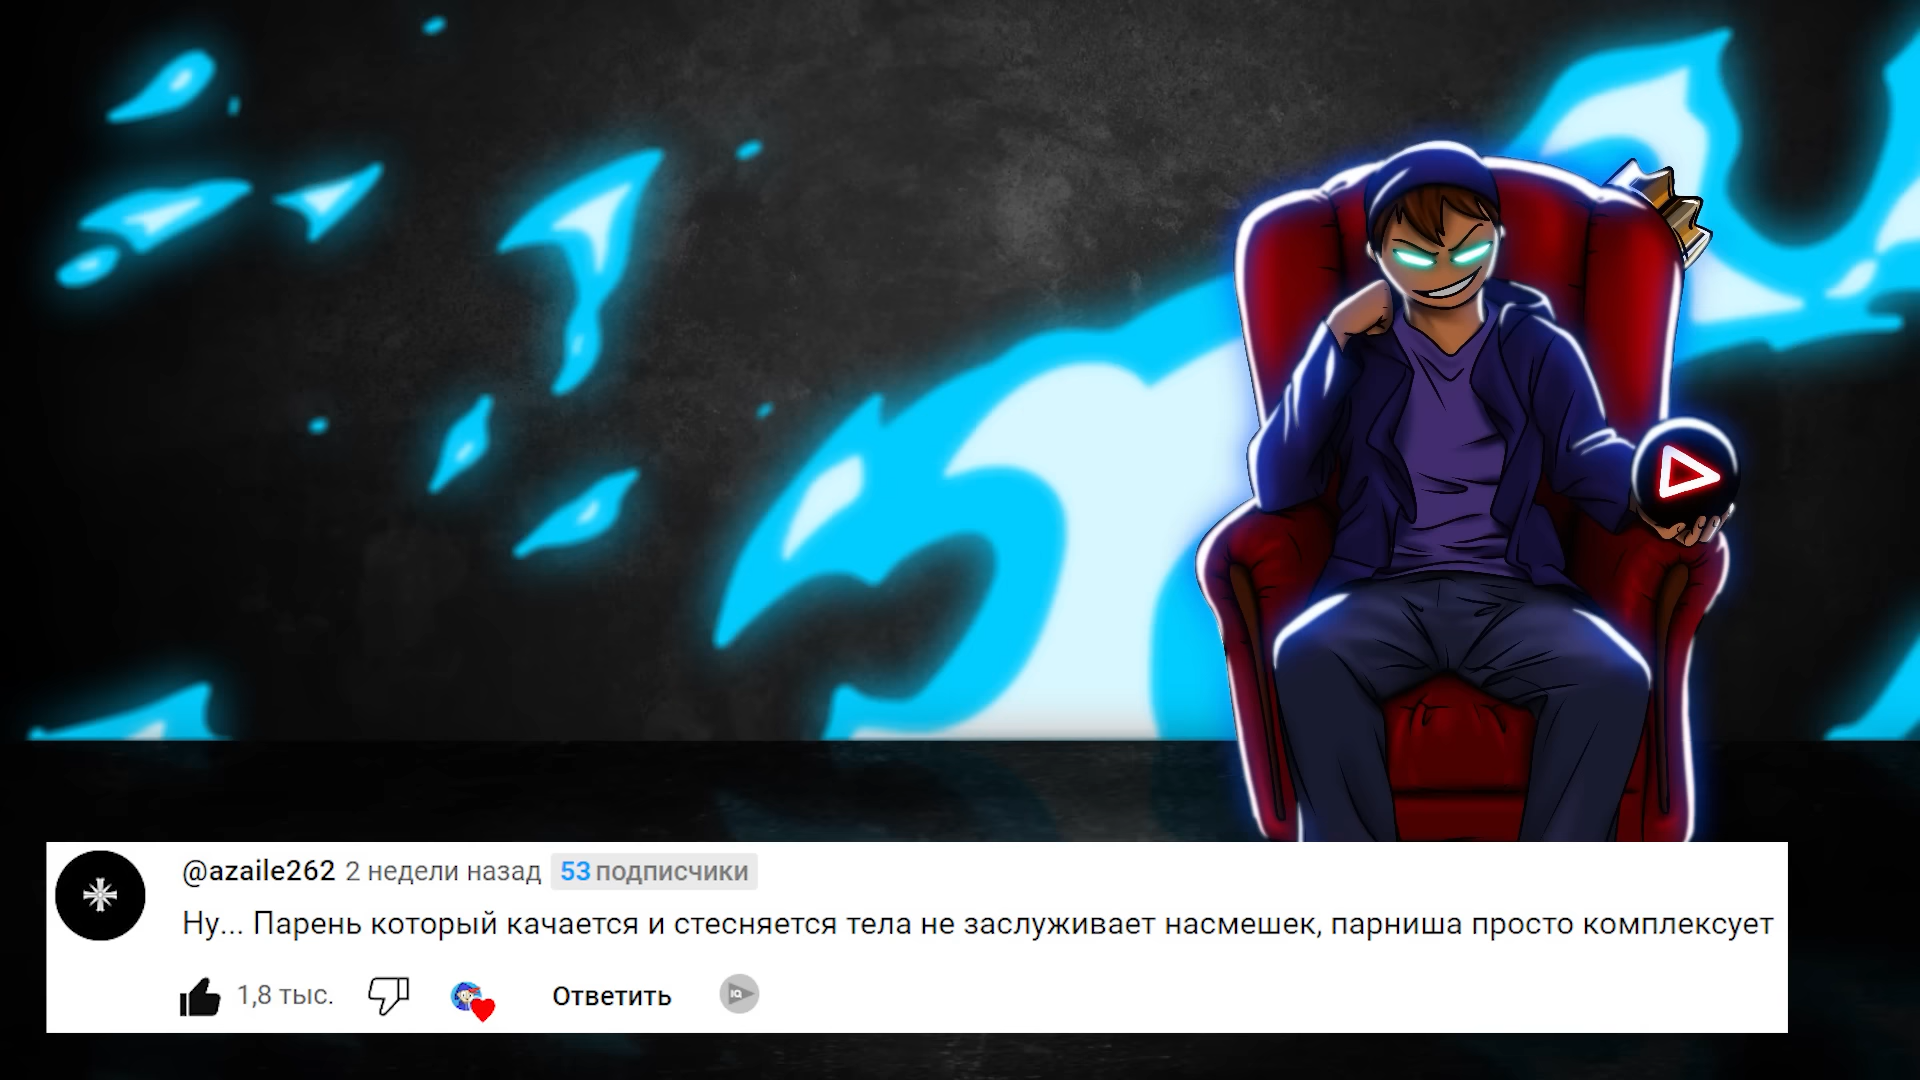 @azaile262 2 недели назад 53 подписчики
Ну... Парень который качается и стесняется тела не заслуживает насмешек, парниша просто комплексует
1,8 тыс. Ответить IQ